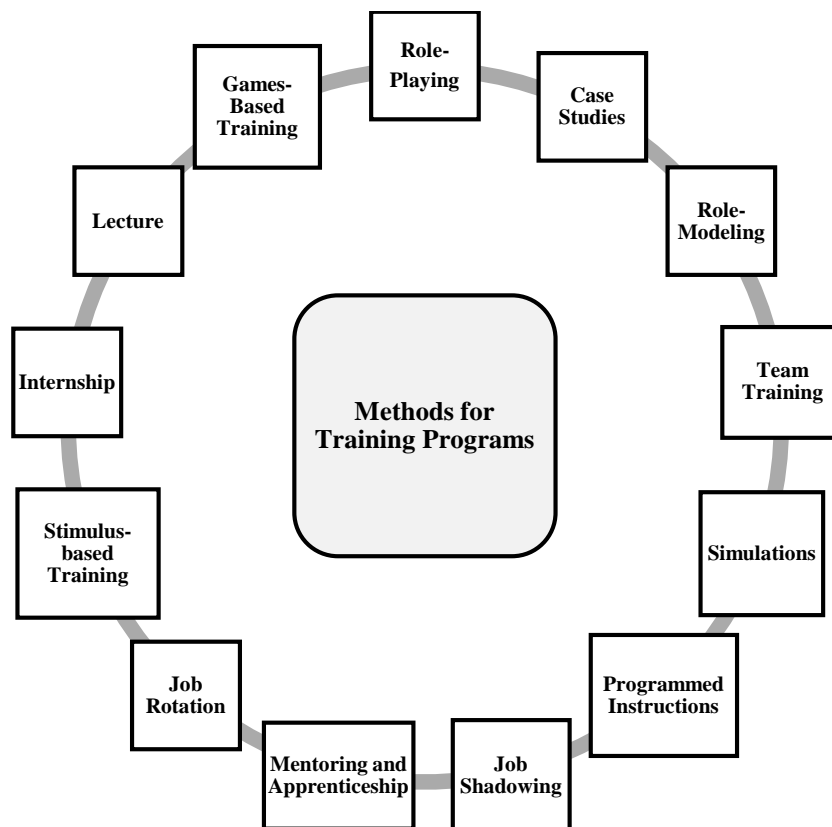 Role-
Playing
Case
Studies
Role-
Modeling
Team
Training
Simulations
Programmed
Instructions
Job
Shadowing
Mentoring and
Apprenticeship
Job
Rotation
Stimulus-
based
Training
Internship
Lecture
Games-
Based
Training
Methods for
Training Programs